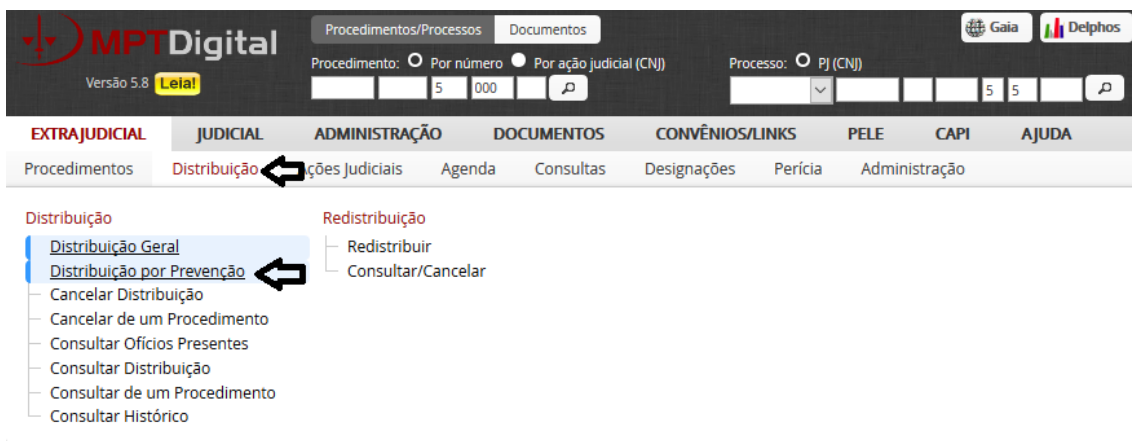 MPTDigital
Versão 5.8 Leia!
Procedimentos/Processos Documentos
Gaia Delphos
Procedimento: Por número Por ação judicial (CNJ) Processo: PJ (CNJ)
5 000 5 5
EXTRAJUDICIAL JUDICIAL ADMINISTRAÇÃO DOCUMENTOS CONVÊNIOS/LINKS PELE CAPI AJUDA
Procedimentos Distribuição Ações Judiciais Agenda Consultas Designações Perícia Administração
Distribuição
Distribuição Geral
Distribuição por Prevenção
Cancelar Distribuição
Cancelar de um Procedimento
Consultar Ofícios Presentes
Consultar Distribuição
Consultar de um Procedimento
Consultar Histórico
Redistribuição
Redistribuir
Consultar/Cancelar